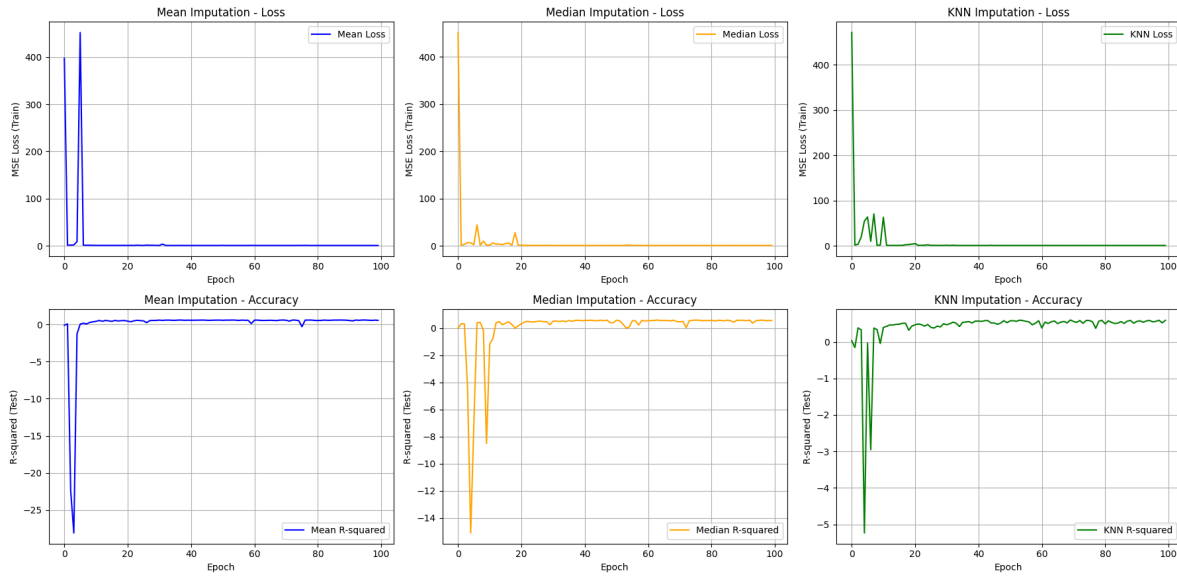 Mean Imputation - Loss
MSE Loss (Train)
400
300
200
100
0
Mean Loss
0 20 40 60 80 100
Epoch
Median Imputation - Loss
MSE Loss (Train)
400
300
200
100
0
Median Loss
0 20 40 60 80 100
Epoch
KNN Imputation - Loss
MSE Loss (Train)
400
300
200
100
0
KNN Loss
0 20 40 60 80 100
Epoch
Mean Imputation - Accuracy
R-squared (Test)
0
−5
−10
−15
−20
−25
Mean R-squared
0 20 40 60 80 100
Epoch
Median Imputation - Accuracy
R-squared (Test)
0
−2
−4
−6
−8
−10
−12
−14
Median R-squared
0 20 40 60 80 100
Epoch
KNN Imputation - Accuracy
R-squared (Test)
0
−1
−2
−3
−4
−5
KNN R-squared
0 20 40 60 80 100
Epoch